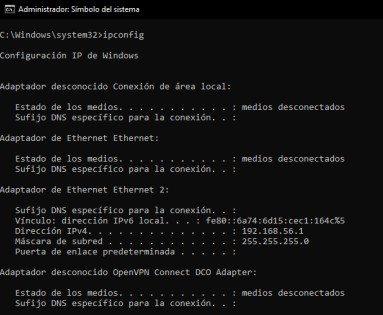 Administrador: Símbolo del sistema
C:\Windows\system32>ipconfig
Configuración IP de Windows
Adaptador desconocido Conexión de área local:
Estado de los medios. . . . . . . . . . . : medios desconectados
Sufijo DNS específico para la conexión. . :
Adaptador de Ethernet Ethernet:
Estado de los medios. . . . . . . . . . . : medios desconectados
Sufijo DNS específico para la conexión. . :
Adaptador de Ethernet Ethernet 2:
Sufijo DNS específico para la conexión. . :
Vínculo: dirección IPv6 local. . . : fe80::6a74:6d15:cec1:164c%5
Dirección IPv4. . . . . . . . . . . . . . : 192.168.56.1
Máscara de subred . . . . . . . . . . . . : 255.255.255.0
Puerta de enlace predeterminada . . . . . :
Adaptador desconocido OpenVPN Connect DCO Adapter:
Estado de los medios. . . . . . . . . . . : medios desconectados
Sufijo DNS específico para la conexión. . :